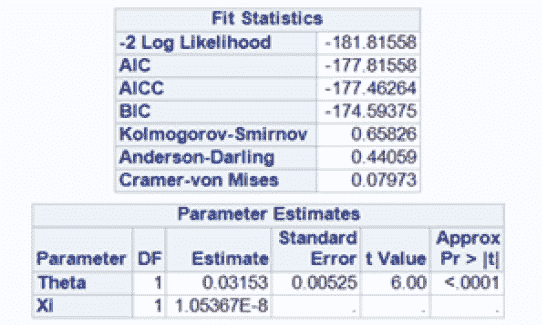 Fit Statistics
-2 Log Likelihood -181.81558
AIC -177.81558
AICC -177.46264
BIC -174.59375
Kolmogorov-Smirnov 0.65826
Anderson-Darling 0.44059
Cramer-von Mises 0.07973
Parameter Estimates
Parameter DF Estimate Standard Error t Value Approx Pr > |t|
Theta 1 0.03153 0.00525 6.00 <.0001
Xi 1 1.05367E-8 . . .